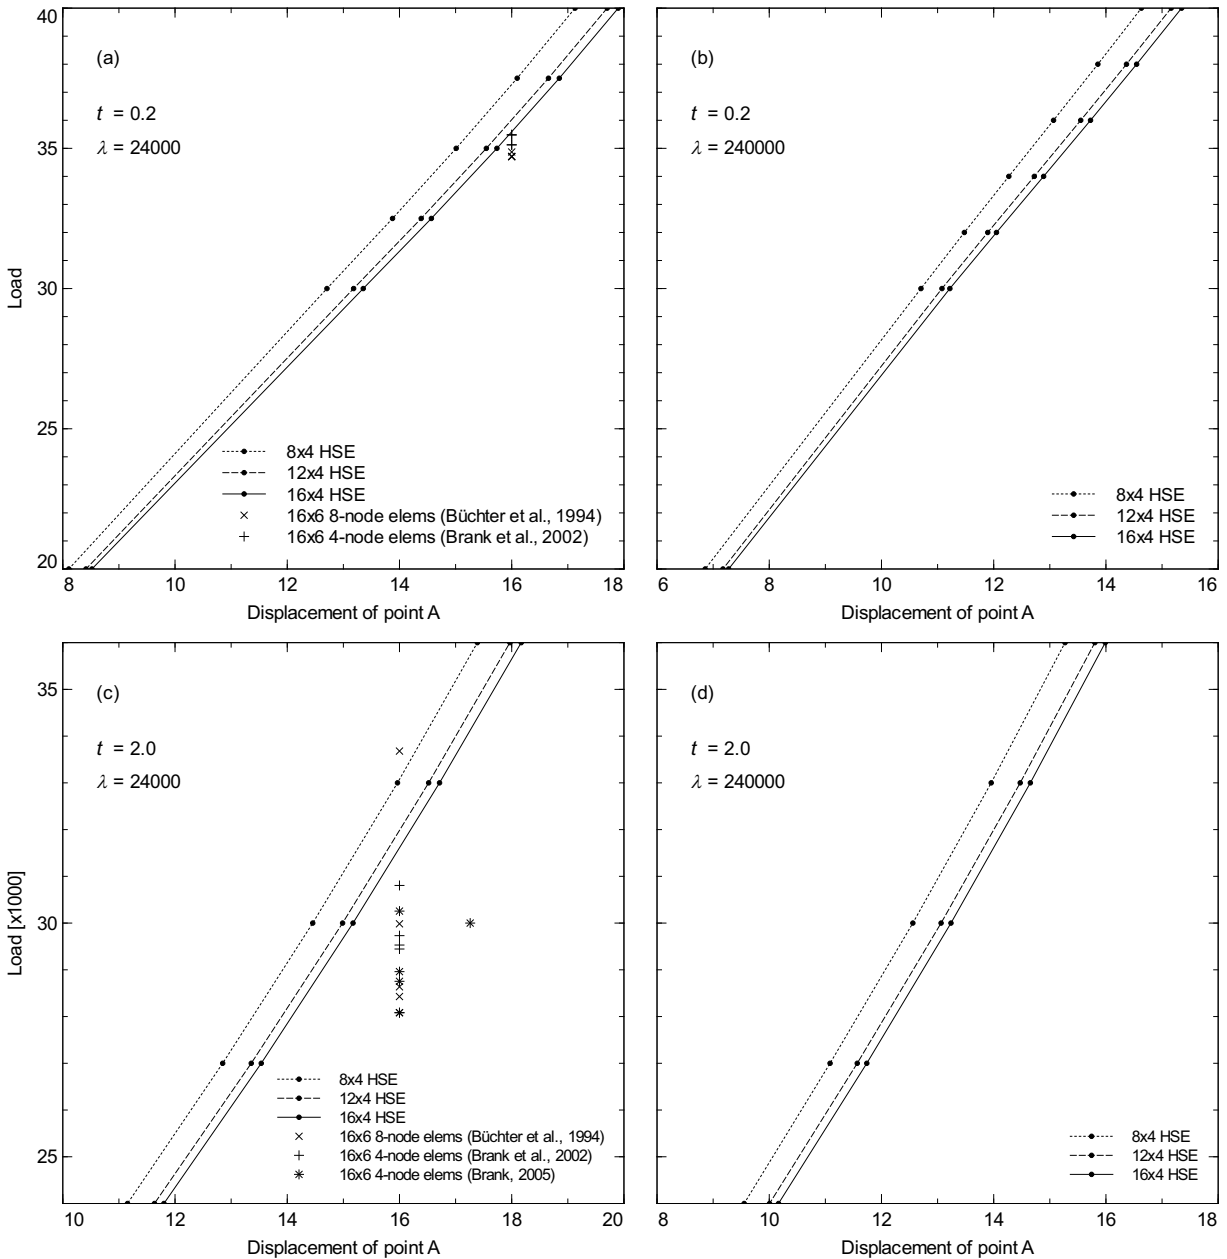 40
35
30
25
20
Load
(a)
t = 0.2
λ = 24000
8x4 HSE
12x4 HSE
16x4 HSE
16x6 8-node elems (Büchter et al., 1994)
16x6 4-node elems (Brank et al., 2002)
8 10 12 14 16 18
Displacement of point A
(b)
t = 0.2
λ = 240000
8x4 HSE
12x4 HSE
16x4 HSE
6 8 10 12 14 16 18
Displacement of point A
35
30
25
Load [x1000]
(c)
t = 2.0
λ = 24000
8x4 HSE
12x4 HSE
16x4 HSE
16x6 8-node elems (Büchter et al., 1994)
16x6 4-node elems (Brank et al., 2002)
16x6 4-node elems (Brank, 2005)
10 12 14 16 18 20
Displacement of point A
(d)
t = 2.0
λ = 240000
8x4 HSE
12x4 HSE
16x4 HSE
8 10 12 14 16 18
Displacement of point A